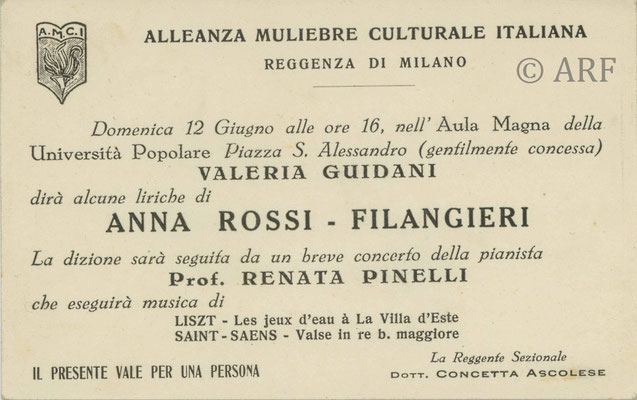 A.M.C.I
ALLEANZA MULIEBRE CULTURALE ITALIANA
REGGENZA DI MILANO
© ARF
Domenica 12 Giugno alle ore 16, nell' Aula Magna della
Università Popolare Piazza S. Alessandro (gentilmente concessa)
VALERIA GUIDANI
dirà alcune liriche di
ANNA ROSSI - FILANGIERI
La dizione sarà seguita da un breve concerto della pianista
Prof. RENATA PINELLI
che eseguirà musica di
LISZT - Les jeux d'eau à La Villa d'Este
SAINT-SAENS - Valse in re b. maggiore
IL PRESENTE VALE PER UNA PERSONA
La Reggente Sezionale
DOTT. CONCETTA ASCOLESE